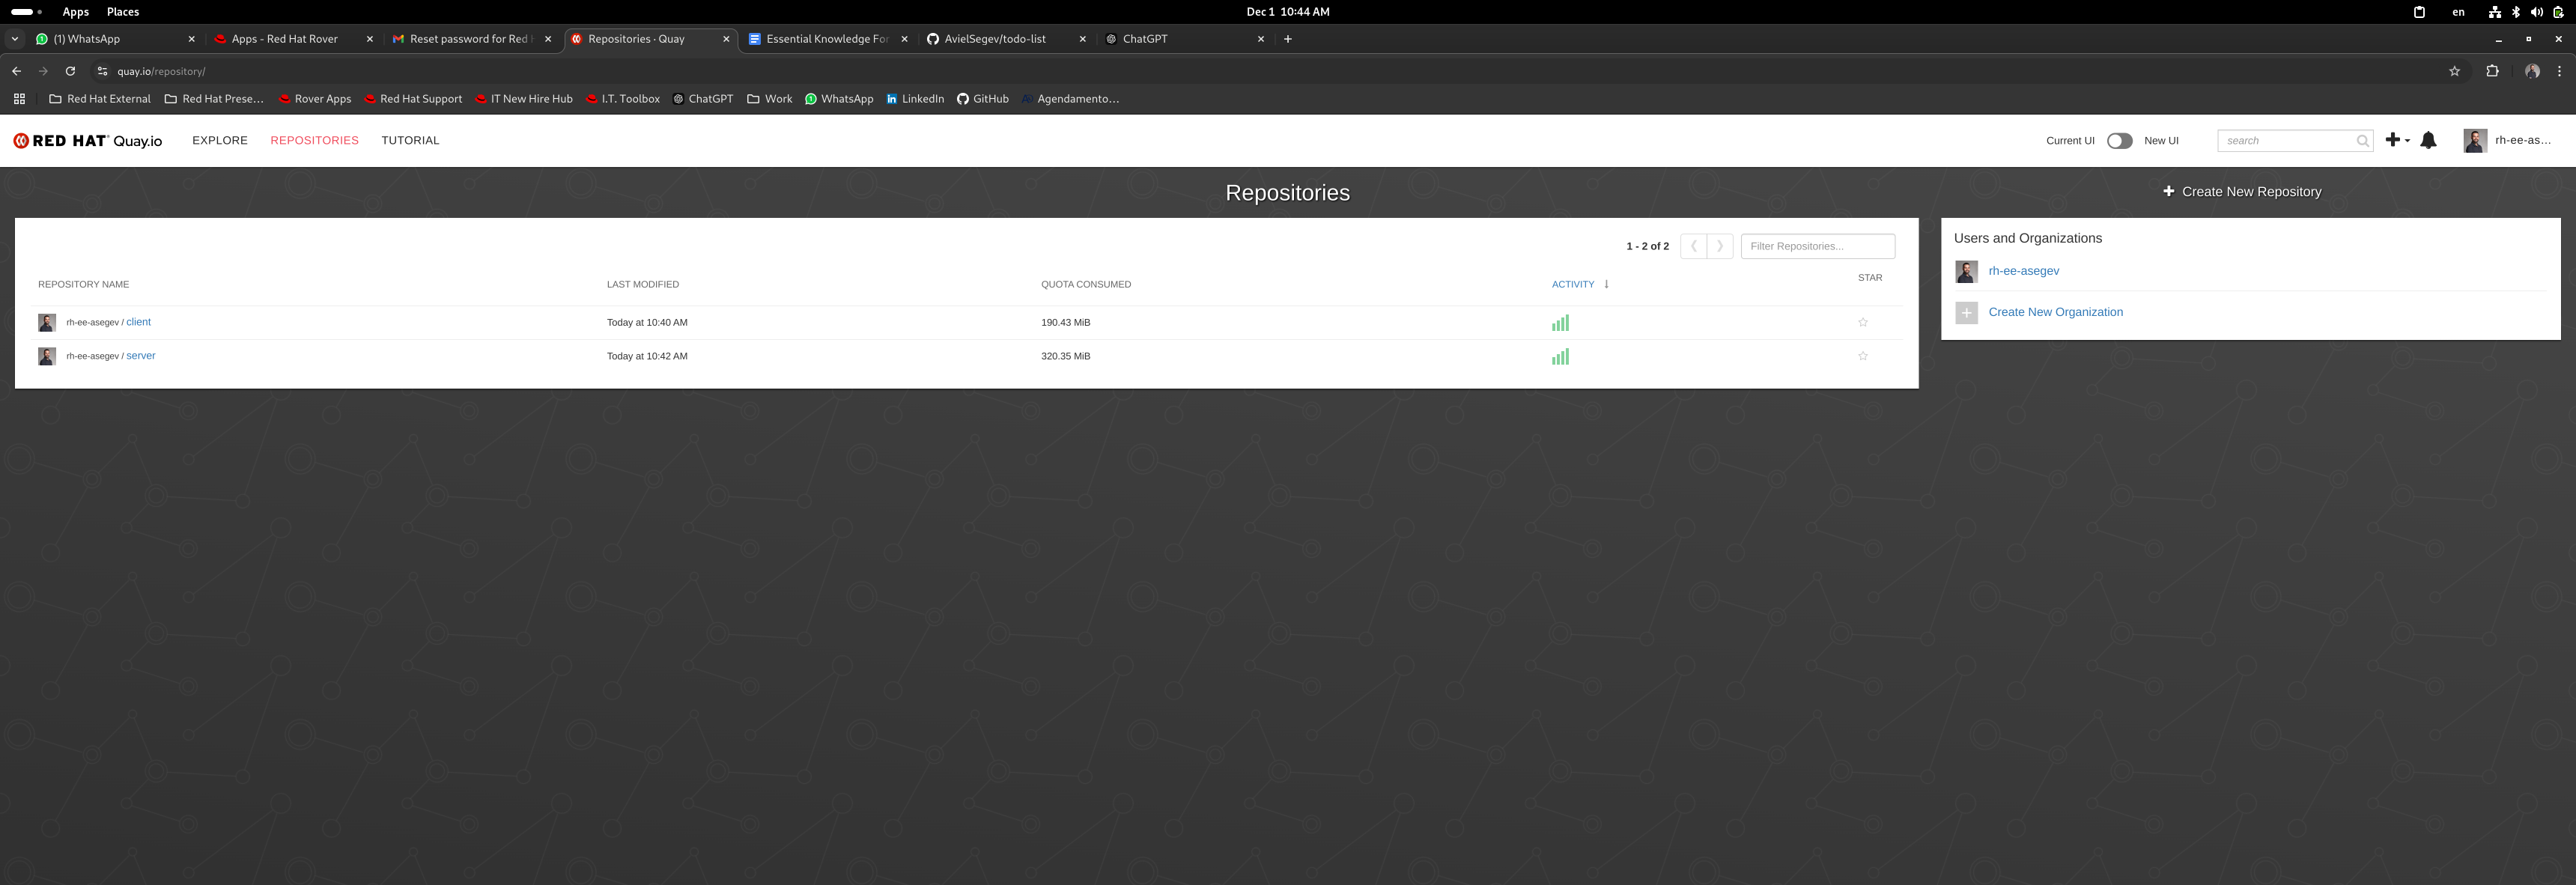 Apps Places Dec 1 10:44 AM en
(1) WhatsApp Apps - Red Hat Rover Reset password for Red H Repositories · Quay Essential Knowledge For AvielSegev/todo-list ChatGPT
quay.io/repository/
Red Hat External Red Hat Prese... Rover Apps Red Hat Support IT New Hire Hub I.T. Toolbox ChatGPT Work WhatsApp LinkedIn GitHub Agendamento...
RED HAT Quay.io EXPLORE REPOSITORIES TUTORIAL Current UI New UI search rh-ee-as...
Repositories Create New Repository
1 - 2 of 2 Filter Repositories...
REPOSITORY NAME LAST MODIFIED QUOTA CONSUMED ACTIVITY STAR
rh-ee-asegev / client Today at 10:40 AM 190.43 MiB
rh-ee-asegev / server Today at 10:42 AM 320.35 MiB
Users and Organizations
rh-ee-asegev
Create New Organization